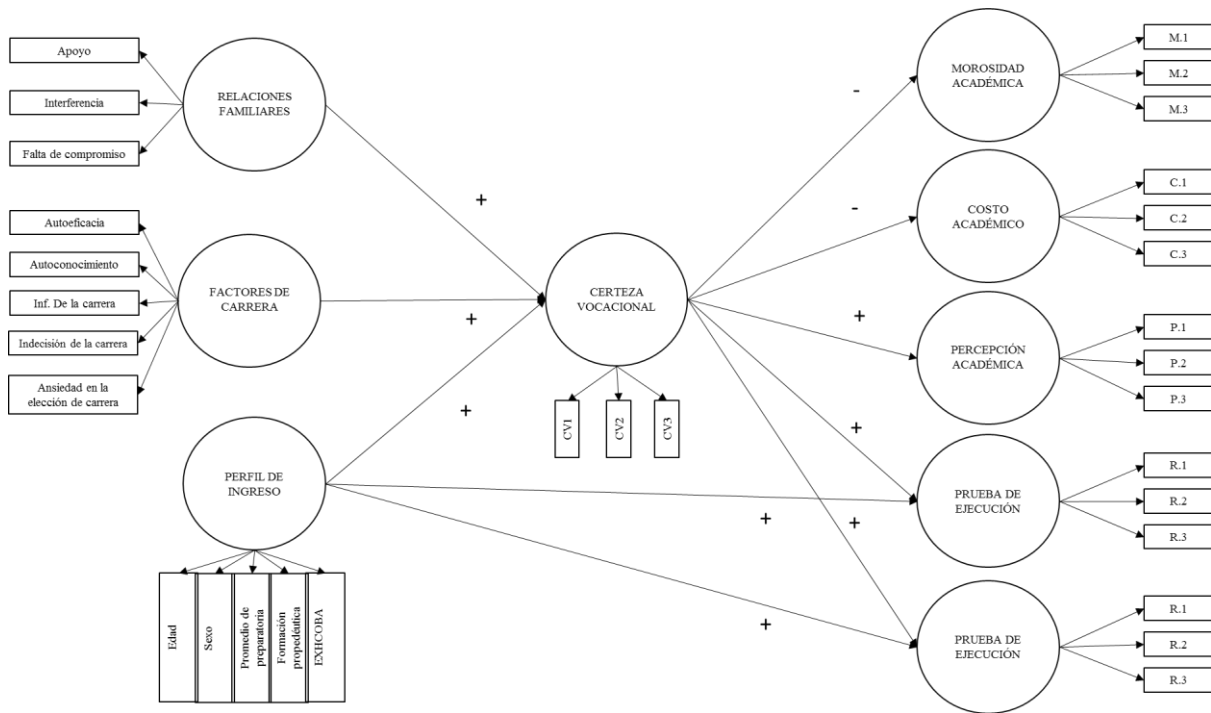 Apoyo
Interferencia
Falta de compromiso
RELACIONES
FAMILIARES
Autoeficacia
Autoconocimiento
Inf. De la carrera
Indecisión de la carrera
Ansiedad en la
elección de carrera
FACTORES DE
CARRERA
PERFIL DE
INGRESO
Edad
Sexo
Promedio de
preparatoria
Formación
propedéutica
EXHCOBA
+
+
+
CERTEZA
VOCACIONAL
CV1
CV2
CV3
-
-
+
+
+
+
+
MOROSIDAD
ACADÉMICA
M.1
M.2
M.3
COSTO
ACADÉMICO
C.1
C.2
C.3
PERCEPCIÓN
ACADÉMICA
P.1
P.2
P.3
PRUEBA DE
EJECUCIÓN
R.1
R.2
R.3
PRUEBA DE
EJECUCIÓN
R.1
R.2
R.3